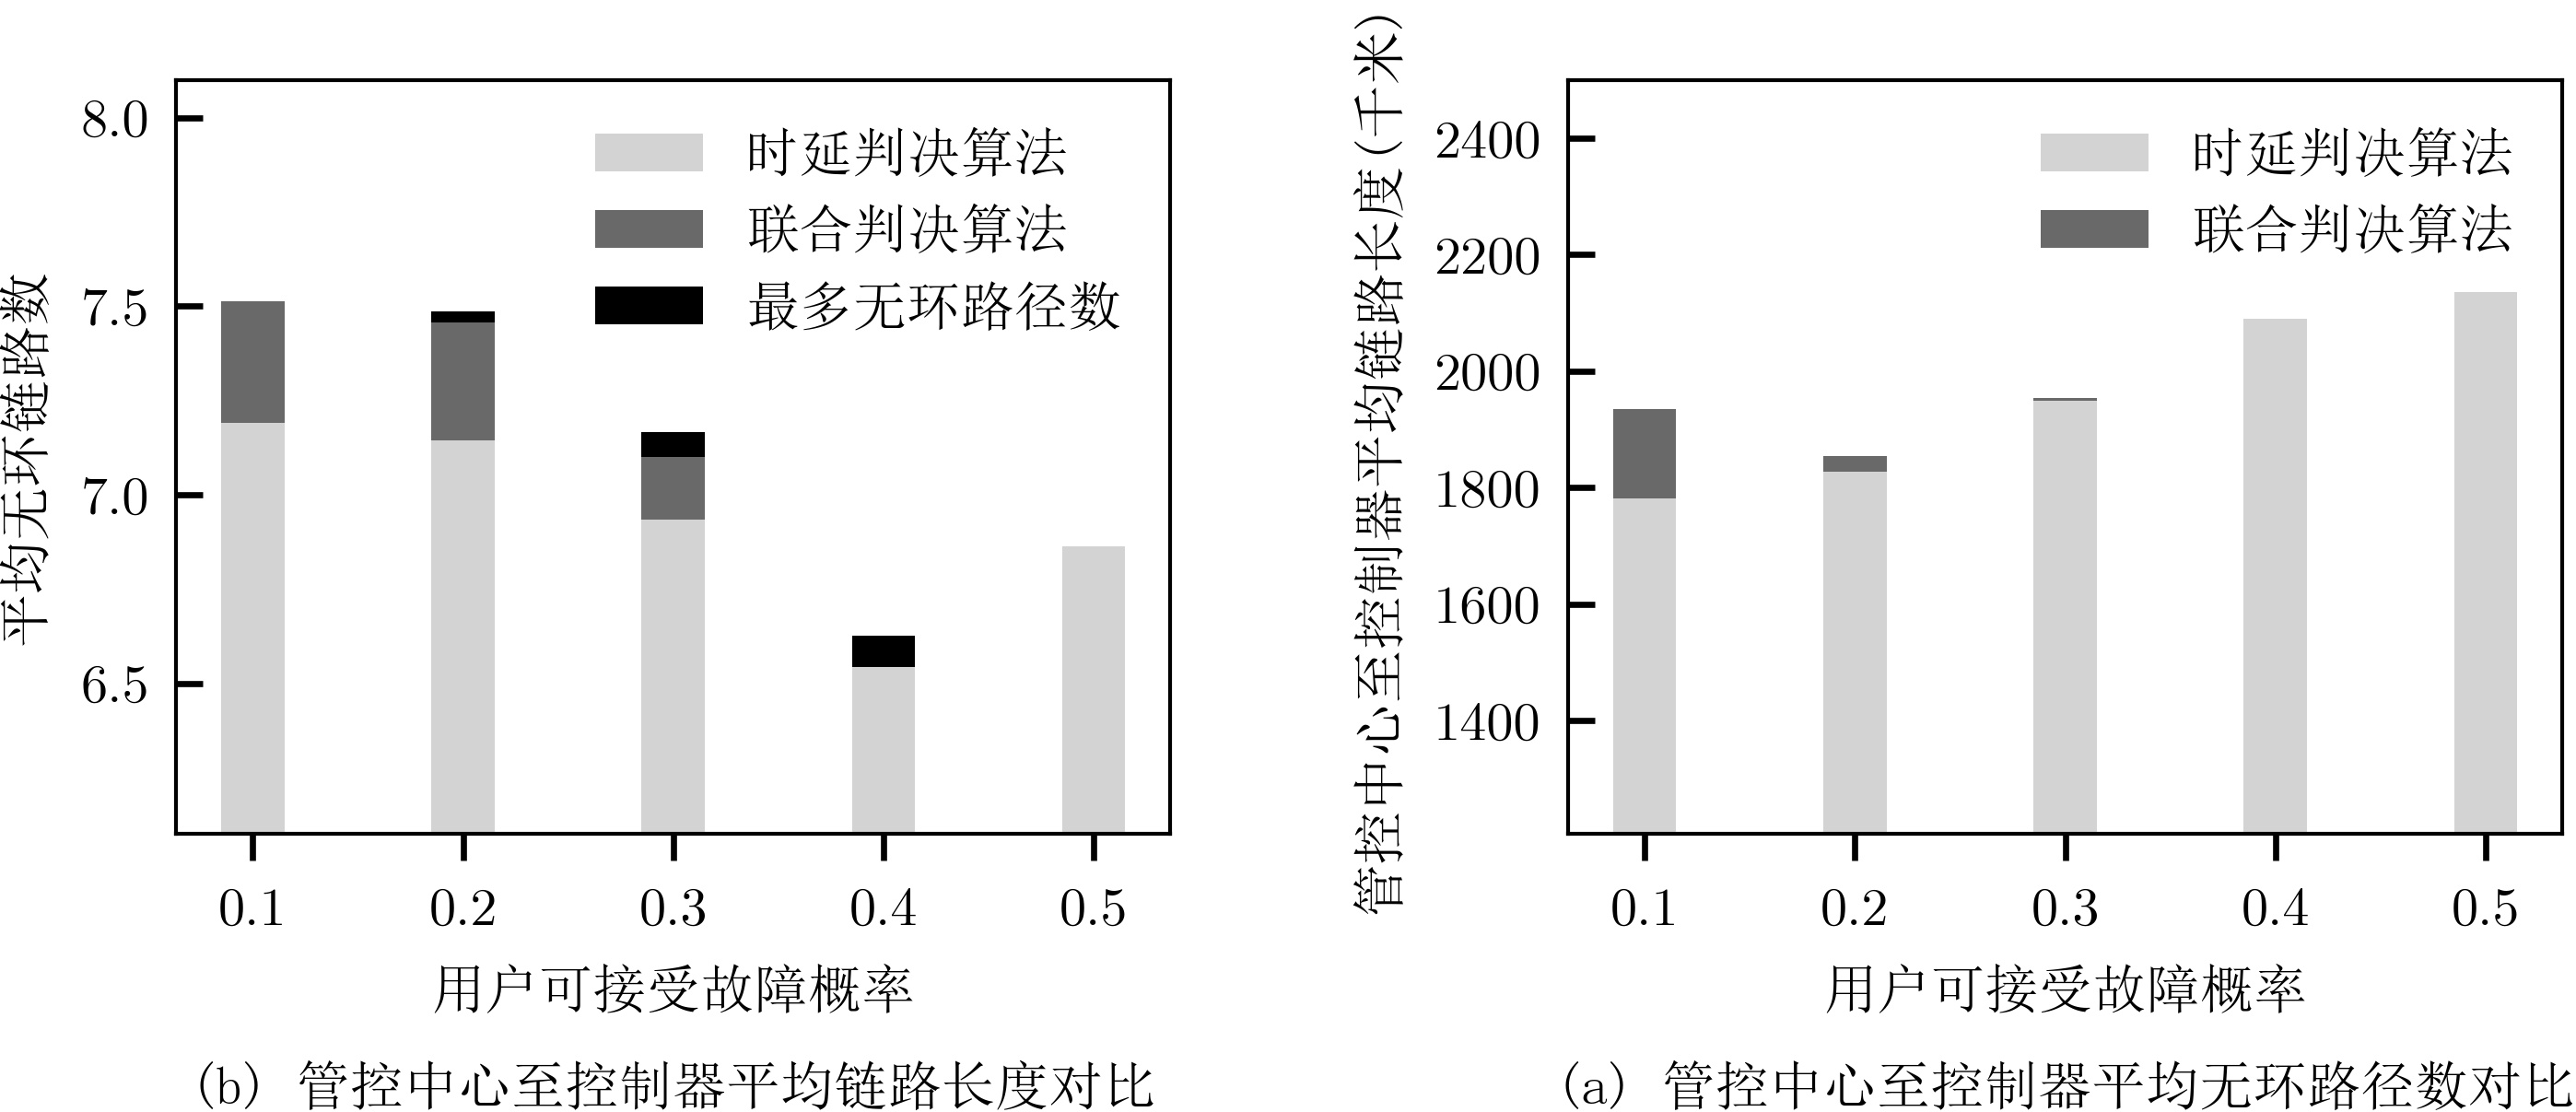 平均无环链路数
8.0
7.5
7.0
6.5
时延判决算法
联合判决算法
最多无环路径数
0.1 0.2 0.3 0.4 0.5
用户可接受故障概率
(b) 管控中心至控制器平均链路长度对比
管控中心至控制器平均链路长度(千米)
2400
2200
2000
1800
1600
1400
时延判决算法
联合判决算法
0.1 0.2 0.3 0.4 0.5
用户可接受故障概率
(a) 管控中心至控制器平均无环路径数对比